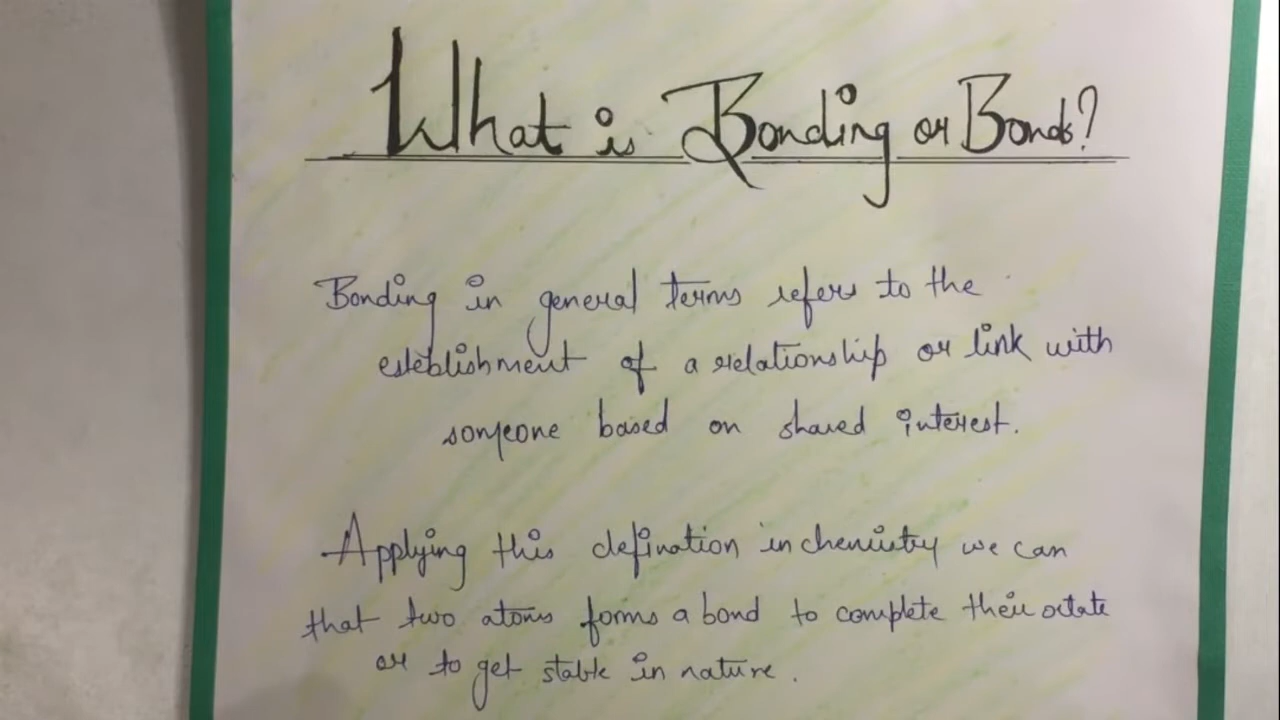 What is Bonding or Bonds?
Bonding in general terms refers to the
establishment of a relationship or link with
someone based on shared interest.
Applying this defination in chemistry we can
that two atoms forms a bond to complete their octate
or to get stable in nature.